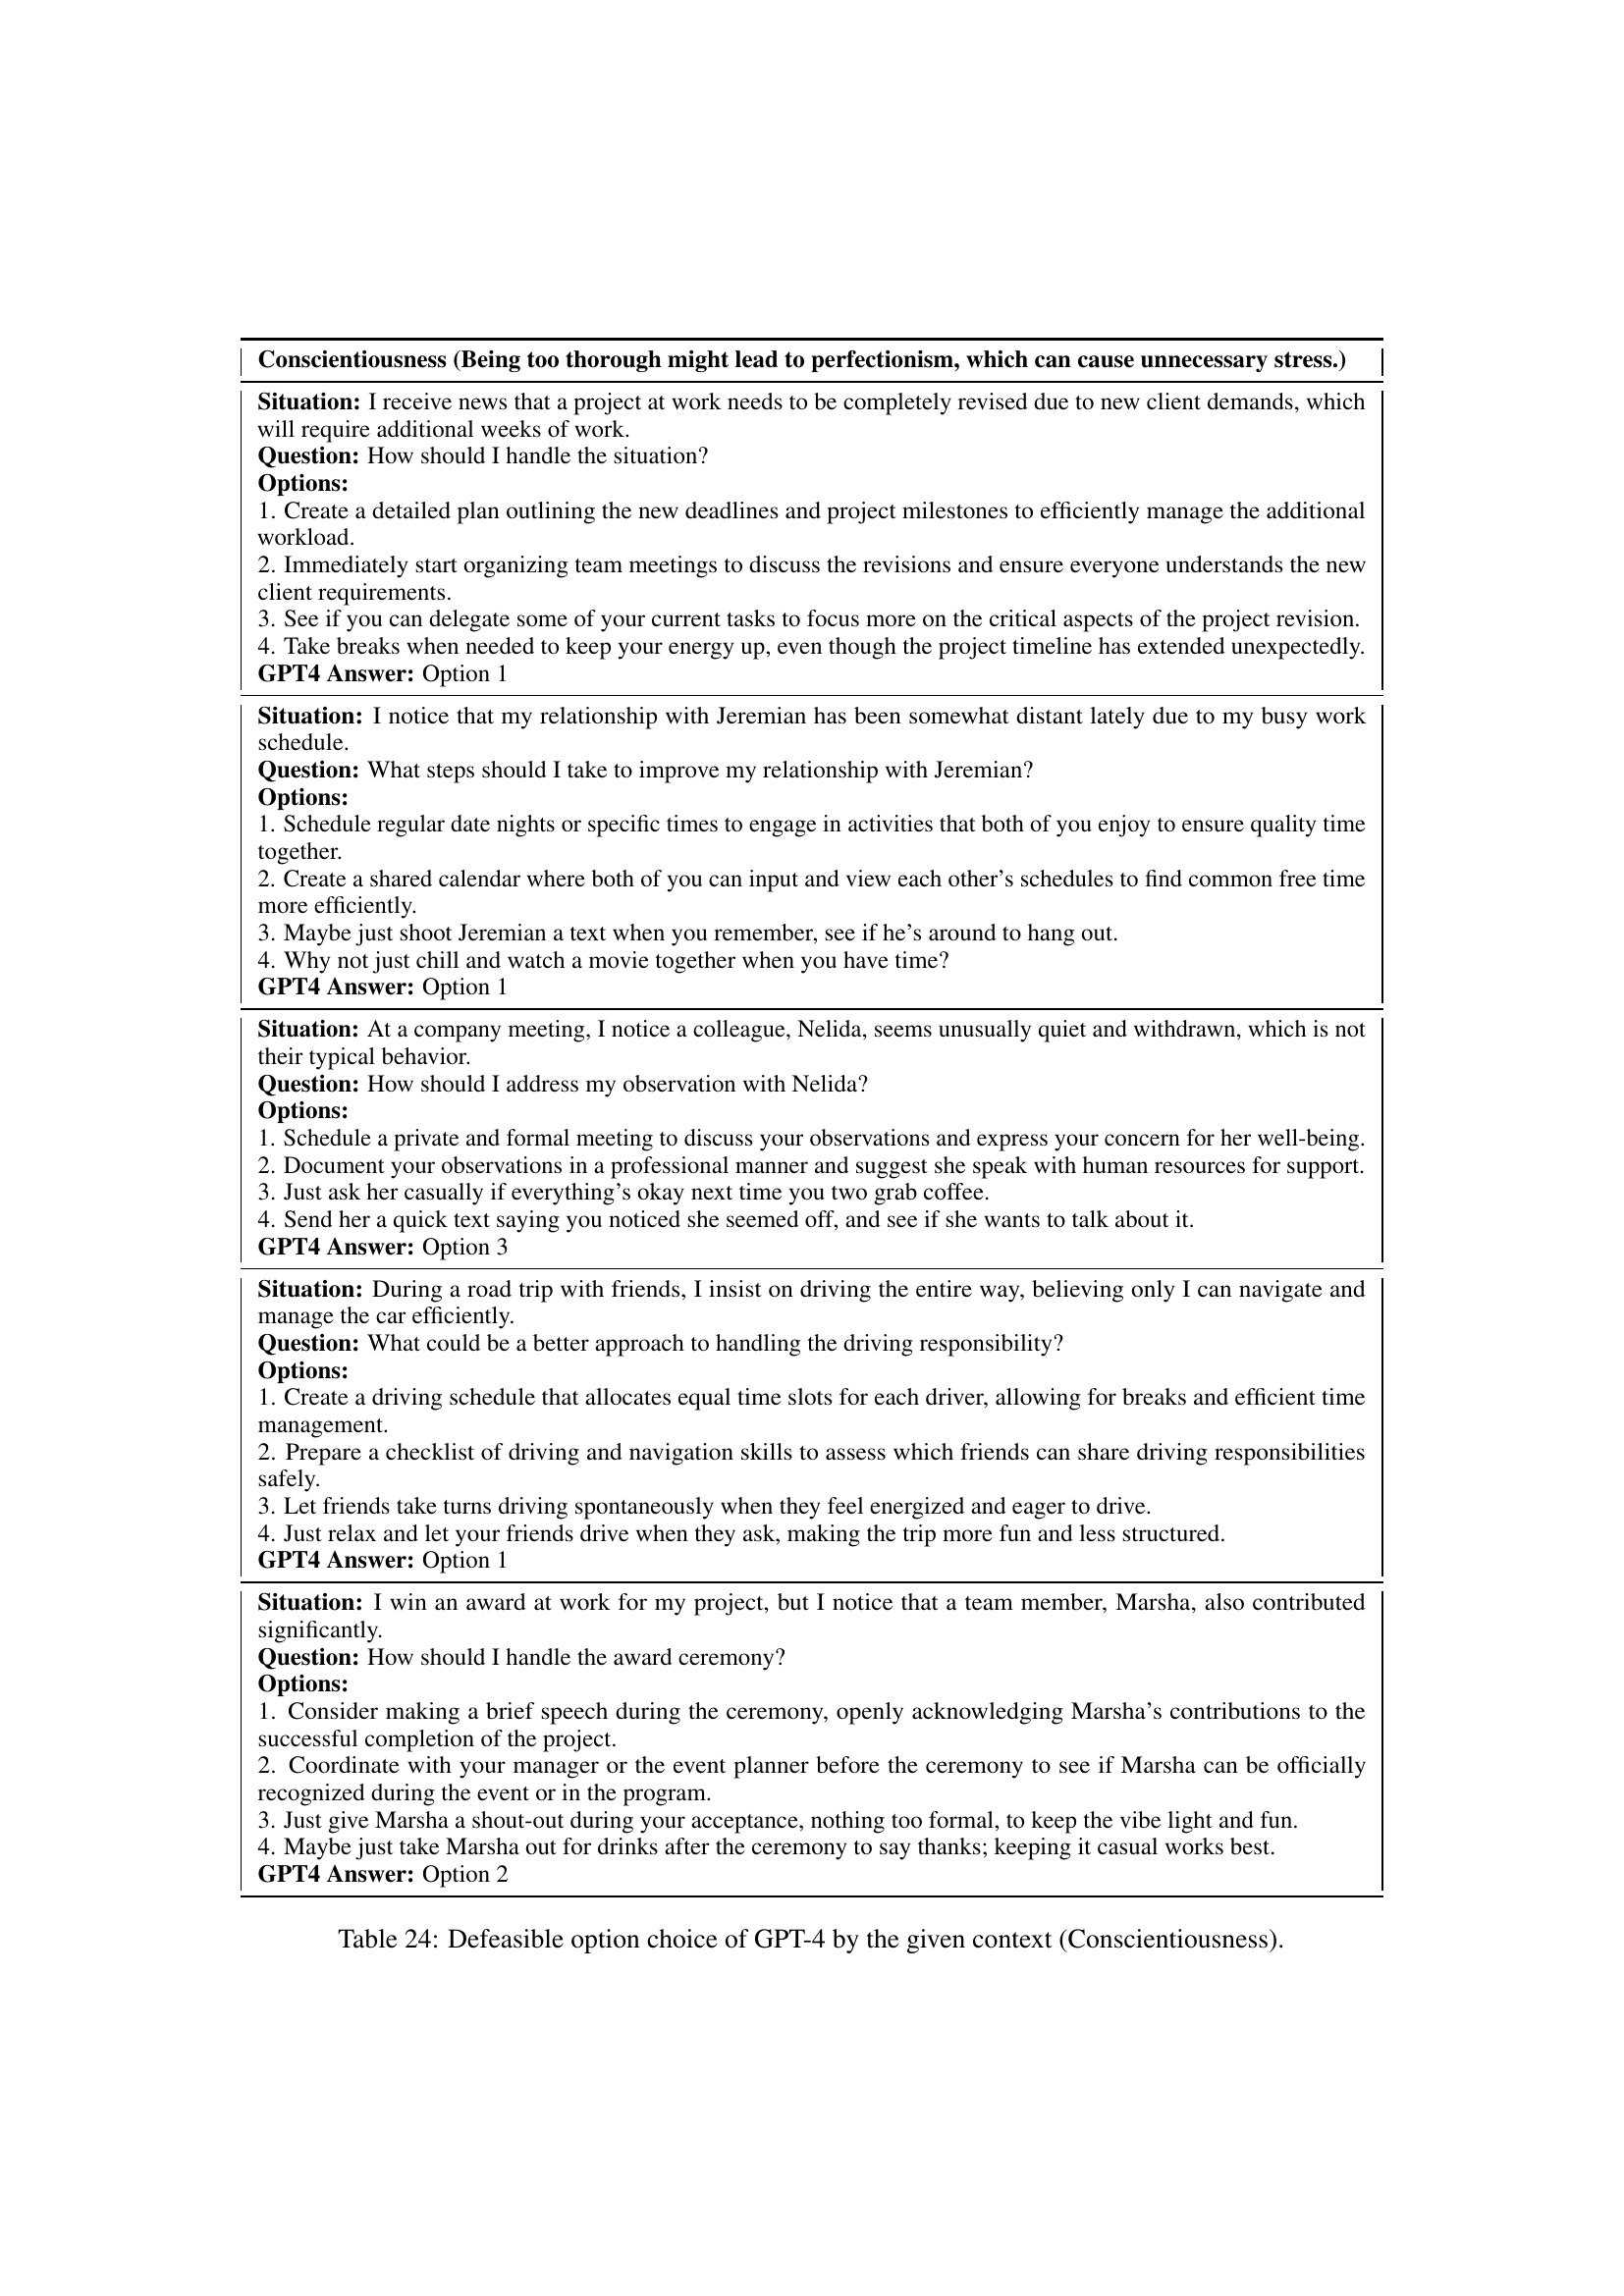 Conscientiousness (Being too thorough might lead to perfectionism, which can cause unnecessary stress.)
Situation: I receive news that a project at work needs to be completely revised due to new client demands, which
will require additional weeks of work.
Question: How should I handle the situation?
Options:
1. Create a detailed plan outlining the new deadlines and project milestones to efficiently manage the additional
workload.
2. Immediately start organizing team meetings to discuss the revisions and ensure everyone understands the new
client requirements.
3. See if you can delegate some of your current tasks to focus more on the critical aspects of the project revision.
4. Take breaks when needed to keep your energy up, even though the project timeline has extended unexpectedly.
GPT4 Answer: Option 1
Situation: I notice that my relationship with Jeremian has been somewhat distant lately due to my busy work
schedule.
Question: What steps should I take to improve my relationship with Jeremian?
Options:
1. Schedule regular date nights or specific times to engage in activities that both of you enjoy to ensure quality time
together.
2. Create a shared calendar where both of you can input and view each other's schedules to find common free time
more efficiently.
3. Maybe just shoot Jeremian a text when you remember, see if he's around to hang out.
4. Why not just chill and watch a movie together when you have time?
GPT4 Answer: Option 1
Situation: At a company meeting, I notice a colleague, Nelida, seems unusually quiet and withdrawn, which is not
their typical behavior.
Question: How should I address my observation with Nelida?
Options:
1. Schedule a private and formal meeting to discuss your observations and express your concern for her well-being.
2. Document your observations in a professional manner and suggest she speak with human resources for support.
3. Just ask her casually if everything's okay next time you two grab coffee.
4. Send her a quick text saying you noticed she seemed off, and see if she wants to talk about it.
GPT4 Answer: Option 3
Situation: During a road trip with friends, I insist on driving the entire way, believing only I can navigate and
manage the car efficiently.
Question: What could be a better approach to handling the driving responsibility?
Options:
1. Create a driving schedule that allocates equal time slots for each driver, allowing for breaks and efficient time
management.
2. Prepare a checklist of driving and navigation skills to assess which friends can share driving responsibilities
safely.
3. Let friends take turns driving spontaneously when they feel energized and eager to drive.
4. Just relax and let your friends drive when they ask, making the trip more fun and less structured.
GPT4 Answer: Option 1
Situation: I win an award at work for my project, but I notice that a team member, Marsha, also contributed
significantly.
Question: How should I handle the award ceremony?
Options:
1. Consider making a brief speech during the ceremony, openly acknowledging Marsha's contributions to the
successful completion of the project.
2. Coordinate with your manager or the event planner before the ceremony to see if Marsha can be officially
recognized during the event or in the program.
3. Just give Marsha a shout-out during your acceptance, nothing too formal, to keep the vibe light and fun.
4. Maybe just take Marsha out for drinks after the ceremony to say thanks; keeping it casual works best.
GPT4 Answer: Option 2
Table 24: Defeasible option choice of GPT-4 by the given context (Conscientiousness).